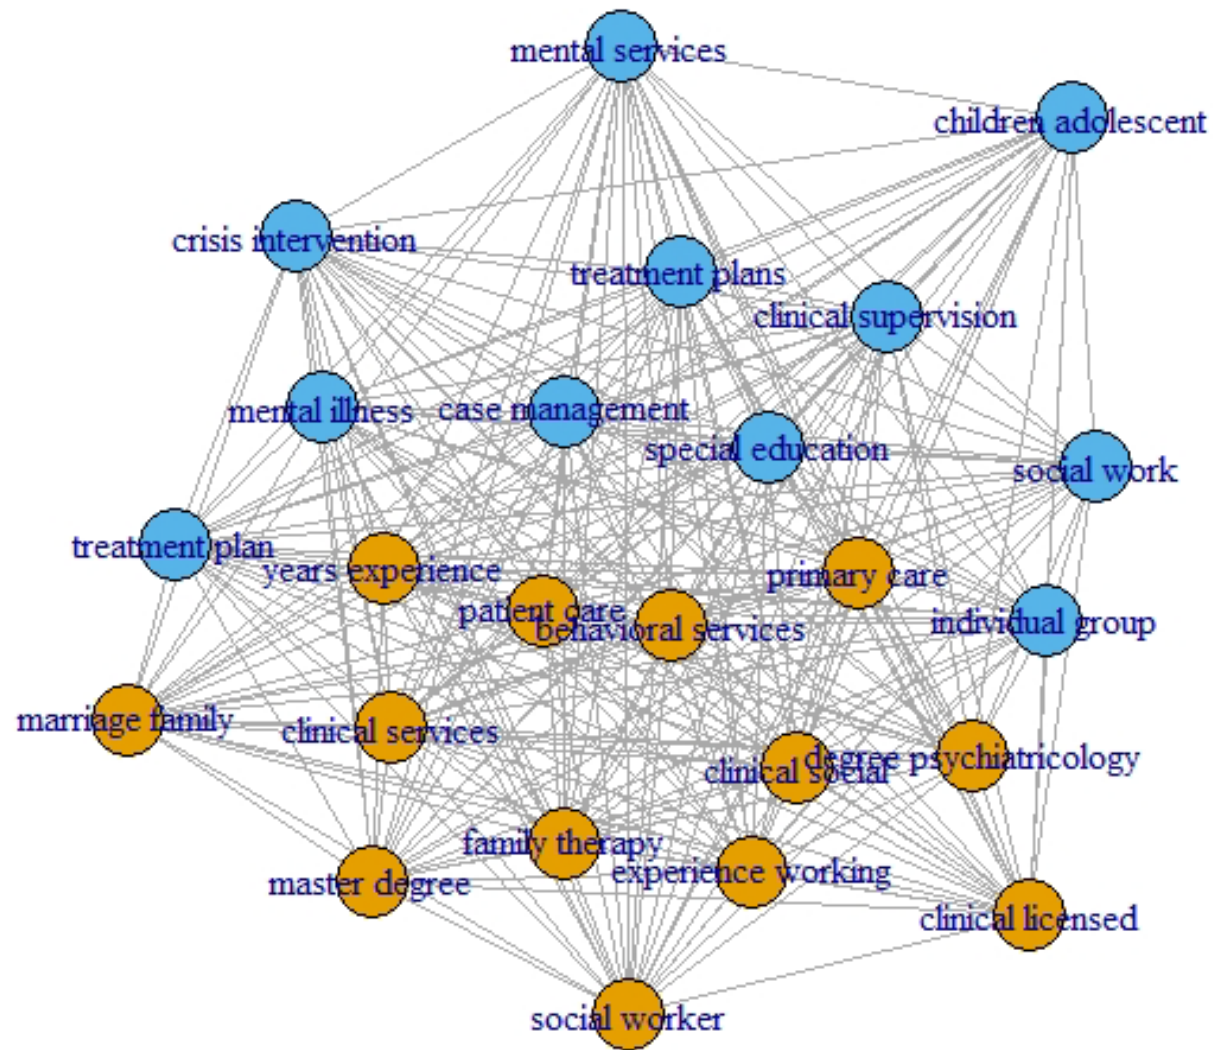 mental services
children adolescent
crisis intervention
treatment plans
clinical supervision
mental illness
case management
special education
social work
treatment plan
years experience
primary care
patient care
behavioral services
individual group
marriage family
clinical services
degree psychiatricology
clinical social
family therapy
experience working
master degree
clinical licensed
social worker